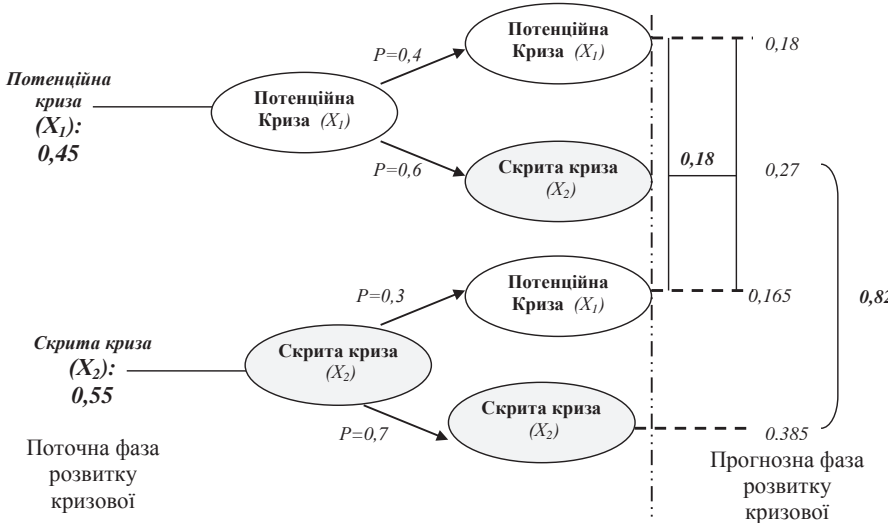 Потенційна
криза
(X₁):
0,45
Потенційна
Криза (X₁)
P=0,4
P=0,6
Потенційна
Криза (X₁)
Скрита криза
(X₂)
0,18
0,18
0,27
0,165
0,82
0.385
Скрита криза
(X₂):
0,55
Скрита криза
(X₂)
P=0,3
P=0,7
Потенційна
Криза (X₁)
Скрита криза
(X₂)
Поточна фаза
розвитку
кризової
Прогнозна фаза
розвитку
кризової